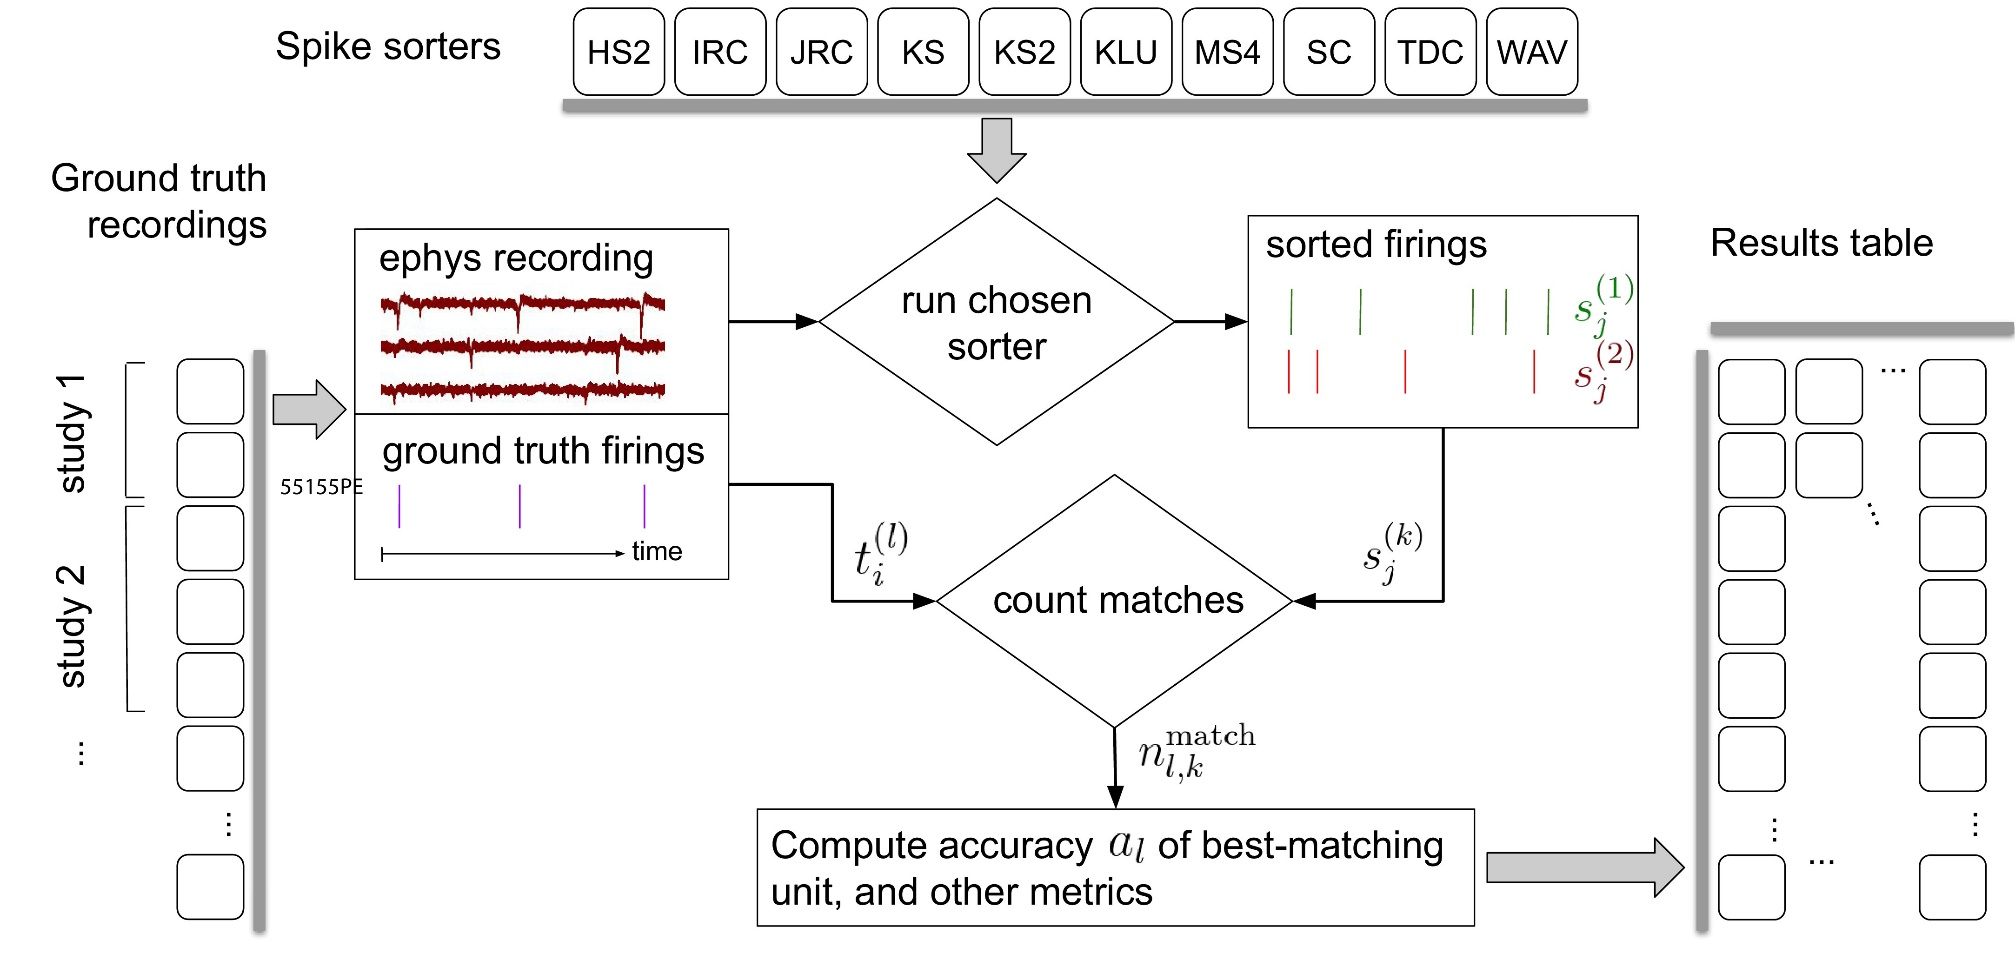 Spike sorters
HS2 IRC JRC KS KS2 KLU MS4 SC TDC WAV
Ground truth
recordings
study 1
study 2
...
ephys recording
ground truth firings
55155PE
time
run chosen
sorter
sorted firings
s_j^{(1)}
s_j^{(2)}
t_i^{(l)}
s_j^{(k)}
count matches
n_{l,k}^{match}
Compute accuracy a_l of best-matching
unit, and other metrics
Results table
...
...